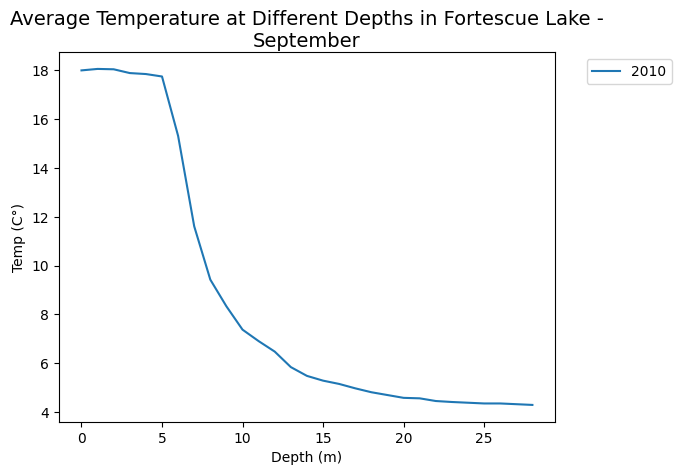 Average Temperature at Different Depths in Fortescue Lake -
September
2010
18
16
14
12
10
8
6
4
Temp (C°)
0 5 10 15 20 25
Depth (m)